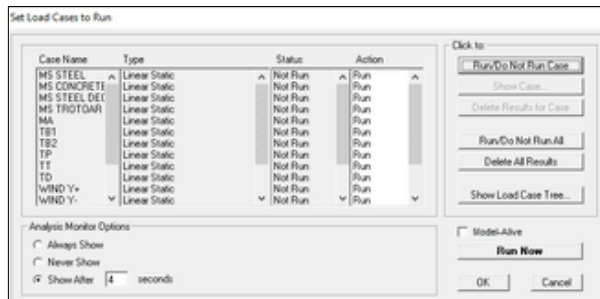 Set Load Cases to Run
Click to:
Case Name Type Status Action
MS STEEL Linear Static Not Run Run
MS CONCRETE Linear Static Not Run Run
MS STEEL DEC Linear Static Not Run Run
MS TROTOAR Linear Static Not Run Run
MA Linear Static Not Run Run
TB1 Linear Static Not Run Run
TB2 Linear Static Not Run Run
TP Linear Static Not Run Run
TT Linear Static Not Run Run
TD Linear Static Not Run Run
WIND Y+ Linear Static Not Run Run
WIND Y- Linear Static Not Run Run
Run/Do Not Run Case
Show Case...
Delete Results for Case
Run/Do Not Run All
Delete All Results
Show Load Case Tree...
Analysis Monitor Options
Always Show
Never Show
Show After 4 seconds
Model-Alive
Run Now
OK Cancel